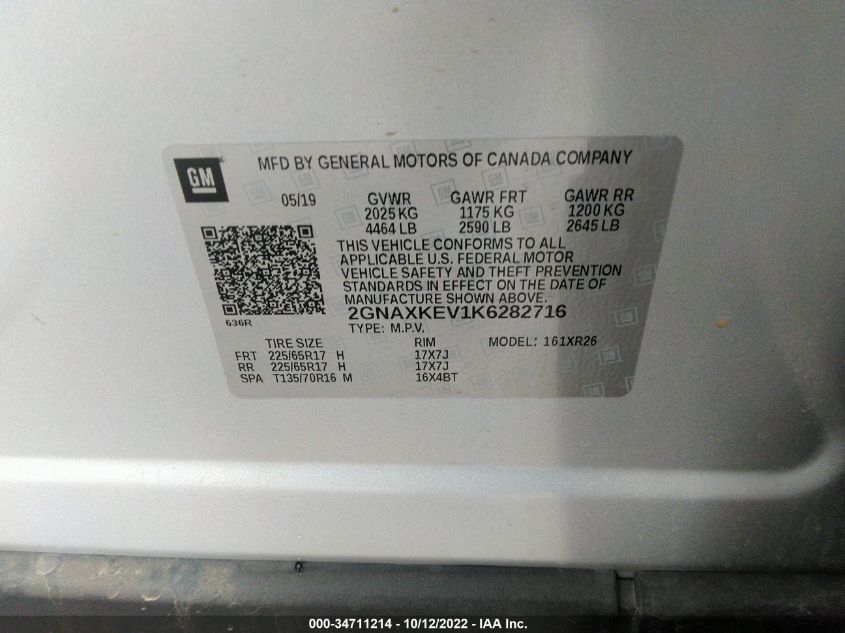 GM
MFD BY GENERAL MOTORS OF CANADA COMPANY
05/19 GVWR GAWR FRT GAWR RR
2025 KG 1175 KG 1200 KG
4464 LB 2590 LB 2645 LB
THIS VEHICLE CONFORMS TO ALL
APPLICABLE U.S. FEDERAL MOTOR
VEHICLE SAFETY AND THEFT PREVENTION
STANDARDS IN EFFECT ON THE DATE OF
MANUFACTURE SHOWN ABOVE.
636R
2GNAXKEV1K6282716
TYPE: M.P.V.
TIRE SIZE RIM MODEL: 161XR26
FRT 225/65R17 H 17X7J
RR 225/65R17 H 17X7J
SPA T135/70R16 M 16X4BT
000-34711214 - 10/12/2022 - IAA Inc.